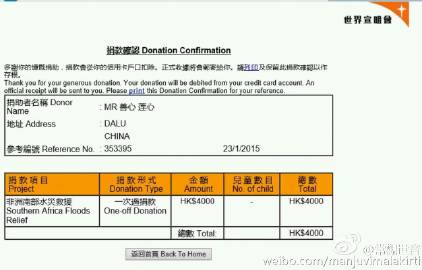 世界宣明會
捐款確認 Donation Confirmation
多謝你的慷慨捐助，捐款會從你的信用卡戶口扣除。正式收據將會郵寄給你。請列印及保留此捐款確認以作
存根。
Thank you for your generous donation. Your donation will be debited from your credit card account. An
official receipt will be sent to you. Please print this Donation Confirmation for your reference.
捐助者名稱 Donor
Name : MR 善心 莲心
地址 Address : DALU
CHINA
參考編號 Reference No. : 353395 23/1/2015
捐款項目 捐款形式 金額 兒童數目 總數
Project Donation Type Amount No. of child Total
非洲南部水災救援 一次過捐款 HK$4000 - HK$4000
Southern Africa Floods One-off Donation
Relief
總數 Total: HK$4000
返回首頁 Back To Home
weibo.com/manjuvimalakirti